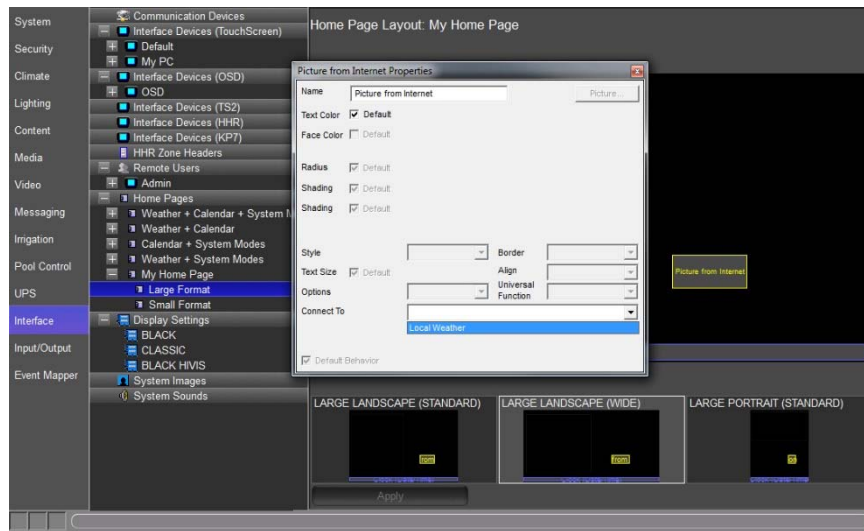 System
Security
Climate
Lighting
Content
Media
Video
Messaging
Irrigation
Pool Control
UPS
Interface
Input/Output
Event Mapper
Communication Devices
Interface Devices (TouchScreen)
Default
My PC
Interface Devices (OSD)
OSD
Interface Devices (TS2)
Interface Devices (HHR)
Interface Devices (KP7)
HHR Zone Headers
Remote Users
Admin
Home Pages
Weather + Calendar + System M
Weather + Calendar
Calendar + System Modes
Weather + System Modes
My Home Page
Large Format
Small Format
Display Settings
BLACK
CLASSIC
BLACK HIVIS
System Images
System Sounds
Home Page Layout: My Home Page
Picture from Internet Properties
Name Picture from Internet Picture...
Text Color Default
Face Color Default
Radius Default
Shading Default
Shading Default
Style Border
Text Size Default Align
Options Universal
Function
Connect To
Local Weather
Default Behavior
Picture from Internet
LARGE LANDSCAPE (STANDARD) LARGE LANDSCAPE (WIDE) LARGE PORTRAIT (STANDARD)
from from
Apply